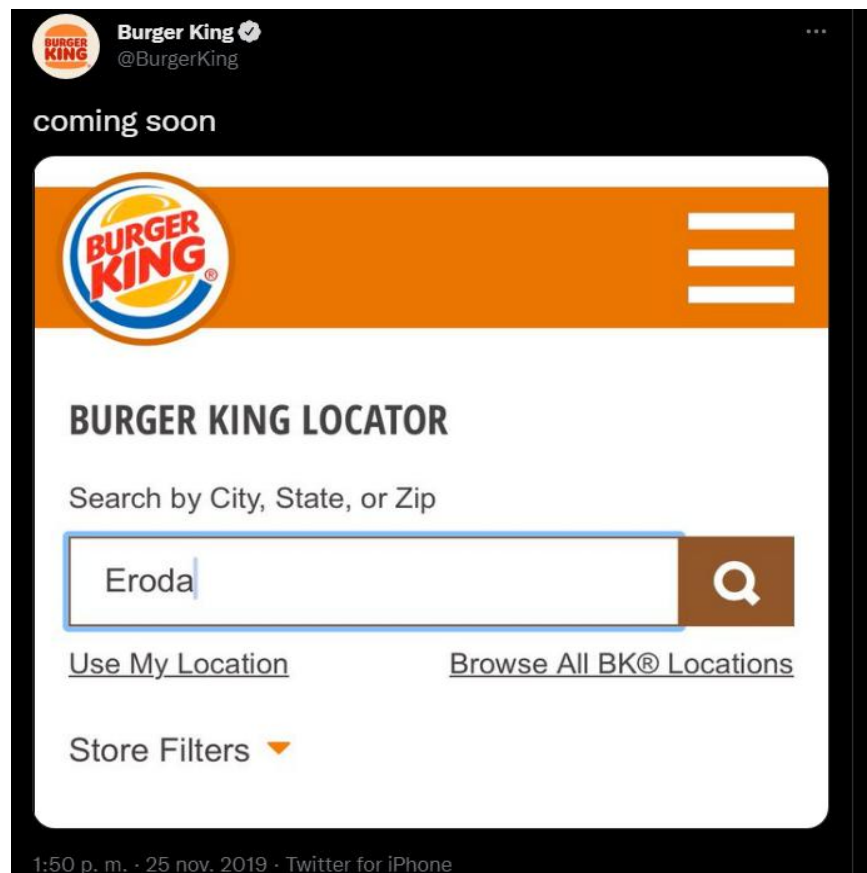 Burger King
@BurgerKing
coming soon
BURGER KING®
BURGER KING LOCATOR
Search by City, State, or Zip
Eroda
Use My Location Browse All BK® Locations
Store Filters
1:50 p. m. · 25 nov. 2019 · Twitter for iPhone